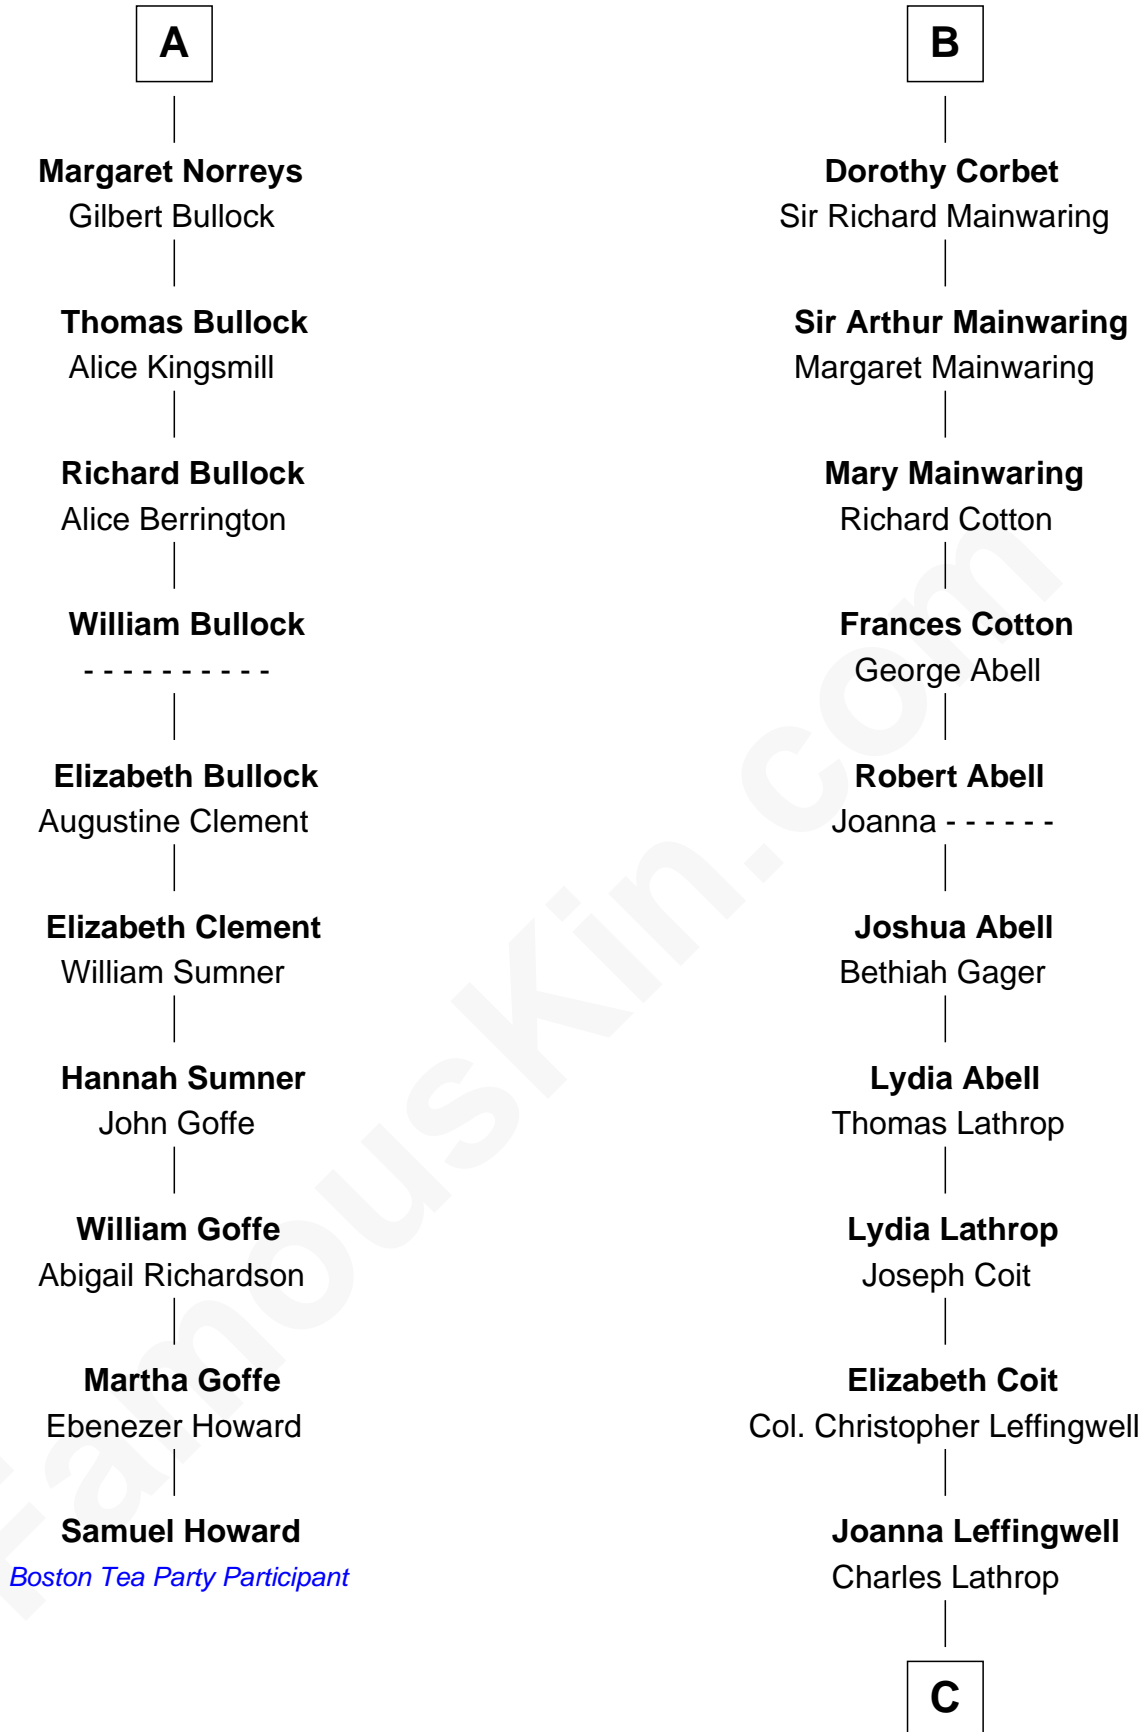 A
Margaret Norreys
Gilbert Bullock
Thomas Bullock
Alice Kingsmill
Richard Bullock
Alice Berrington
William Bullock
- - - - - - - - - -
Elizabeth Bullock
Augustine Clement
Elizabeth Clement
William Sumner
Hannah Sumner
John Goffe
William Goffe
Abigail Richardson
Martha Goffe
Ebenezer Howard
Samuel Howard
Boston Tea Party Participant
B
Dorothy Corbet
Sir Richard Mainwaring
Sir Arthur Mainwaring
Margaret Mainwaring
Mary Mainwaring
Richard Cotton
Frances Cotton
George Abell
Robert Abell
Joanna - - - - - -
Joshua Abell
Bethiah Gager
Lydia Abell
Thomas Lathrop
Lydia Lathrop
Joseph Coit
Elizabeth Coit
Col. Christopher Leffingwell
Joanna Leffingwell
Charles Lathrop
C
FamousKin.com